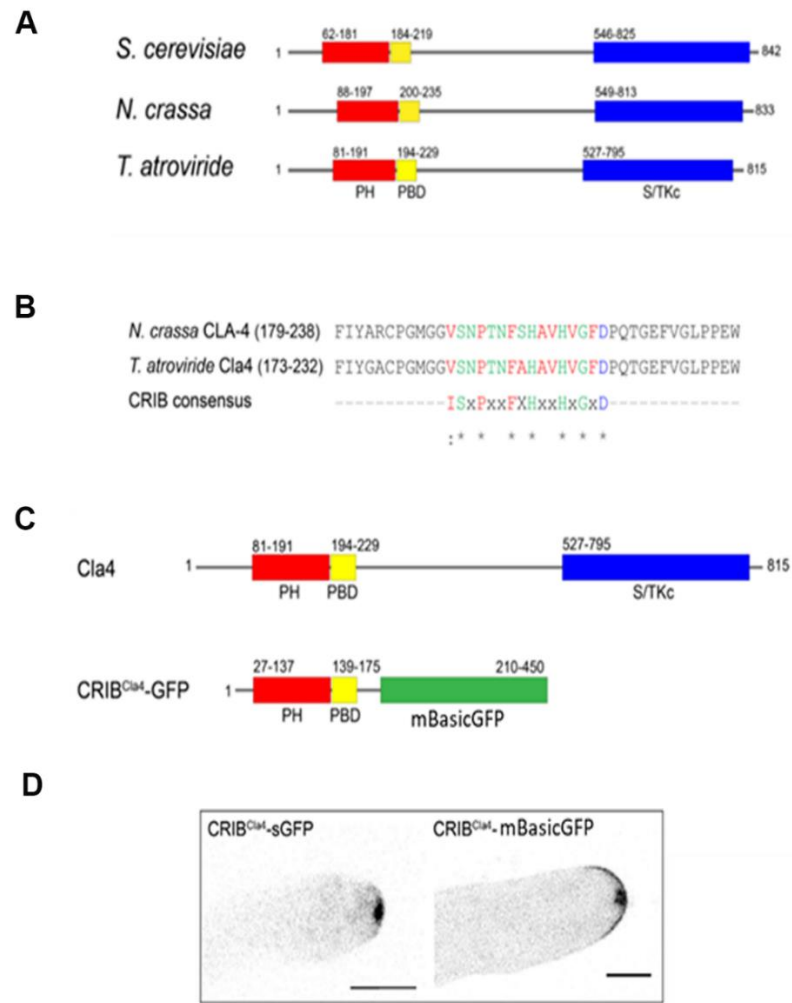 A
S. cerevisiae
1
62-181
184-219
546-825
842
N. crassa
1
88-197
200-235
549-813
833
T. atroviride
1
81-191
194-229
527-795
815
PH
PBD
S/TKc
B
N. crassa CLA-4 (179-238) FIYARCPGMGGVSNPTNFSHAVHVGFDPQTGEFVGLPPEW
T. atroviride Cla4 (173-232) FIYGACPGMGGVSNPTNFAHAVHVGFDPQTGEFVGLPPEW
CRIB consensus -----------ISxPxxFXHxxHxGxD-------------
:* * * * * * *
C
Cla4
1
81-191
194-229
527-795
815
PH
PBD
S/TKc
CRIBCla4-GFP
1
27-137
139-175
210-450
PH
PBD
mBasicGFP
D
CRIBCla4-sGFP
CRIBCla4-mBasicGFP